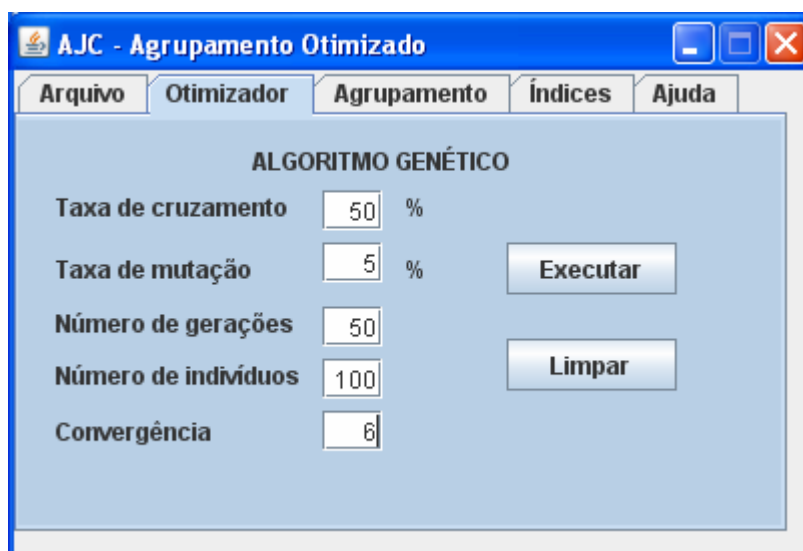 AJC - Agrupamento Otimizado
Arquivo Otimizador Agrupamento Índices Ajuda
ALGORITMO GENÉTICO
Taxa de cruzamento 50 %
Taxa de mutação 5 %
Executar
Número de gerações 50
Número de indivíduos 100
Limpar
Convergência 6